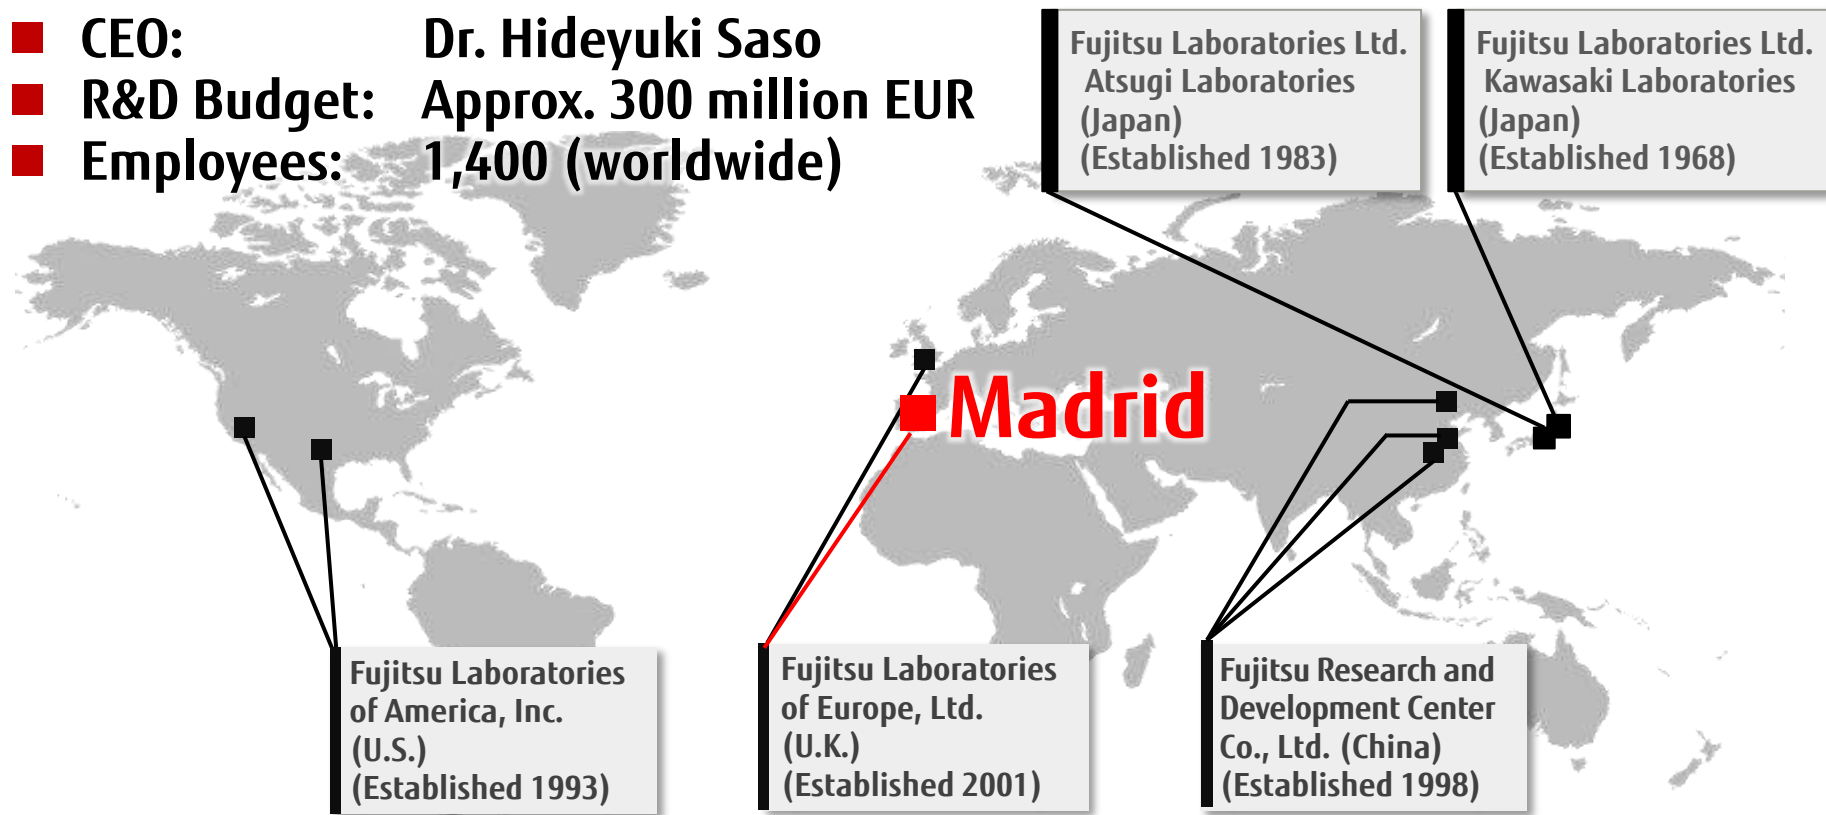 CEO: Dr. Hideyuki Saso
R&D Budget: Approx. 300 million EUR
Employees: 1,400 (worldwide)
Fujitsu Laboratories Ltd.
Atsugi Laboratories
(Japan)
(Established 1983)
Fujitsu Laboratories Ltd.
Kawasaki Laboratories
(Japan)
(Established 1968)
Madrid
Fujitsu Laboratories
of America, Inc.
(U.S.)
(Established 1993)
Fujitsu Laboratories
of Europe, Ltd.
(U.K.)
(Established 2001)
Fujitsu Research and
Development Center
Co., Ltd. (China)
(Established 1998)